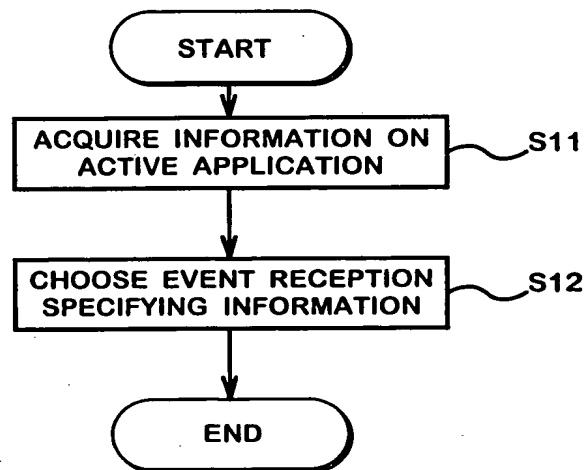 START
ACQUIRE INFORMATION ON
ACTIVE APPLICATION
S11
CHOOSE EVENT RECEPTION
SPECIFYING INFORMATION
S12
END